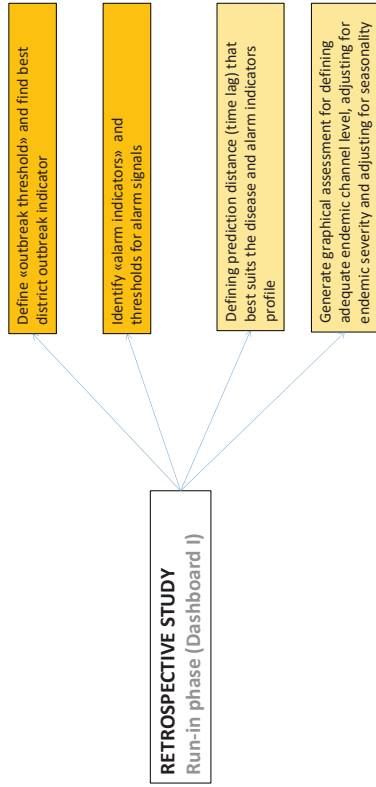 RETROSPECTIVE STUDY
Run-in phase (Dashboard I)
Define «outbreak threshold» and find best
district outbreak indicator
Identify «alarm indicators» and
thresholds for alarm signals
Defining prediction distance (time lag) that
best suits the disease and alarm indicators
profile
Generate graphical assessment for defining
adequate endemic channel level, adjusting for
endemic severity and adjusting for seasonality